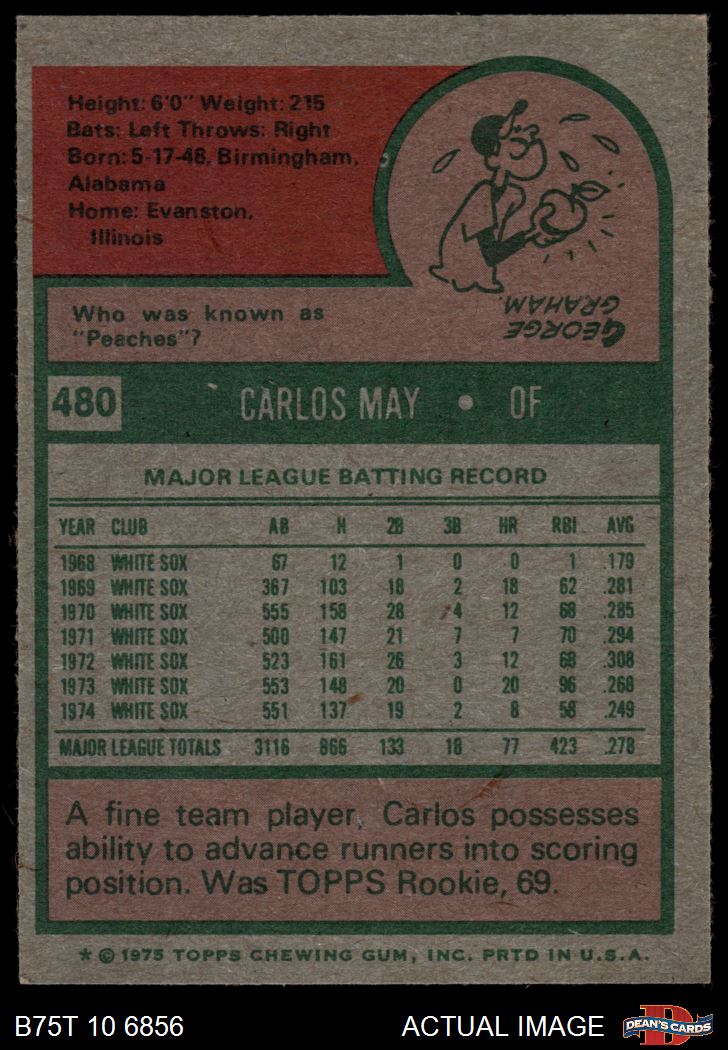 Height: 6'0" Weight: 215
Bats: Left Throws: Right
Born: 5-17-48, Birmingham,
Alabama
Home: Evanston,
Illinois
Who was known as
"Peaches"?
GEORGE
GRAHAM.
480 CARLOS MAY • OF
MAJOR LEAGUE BATTING RECORD
YEAR CLUB AB H 2B 3B HR RBI AVG
1968 WHITE SOX 67 12 1 0 0 1 .179
1969 WHITE SOX 367 103 18 2 18 62 .281
1970 WHITE SOX 555 158 28 4 12 68 .285
1971 WHITE SOX 500 147 21 7 7 70 .294
1972 WHITE SOX 523 161 26 3 12 68 .308
1973 WHITE SOX 553 148 20 0 20 96 .268
1974 WHITE SOX 551 137 19 2 8 58 .249
MAJOR LEAGUE TOTALS 3116 866 133 18 77 423 .278
A fine team player, Carlos possesses
ability to advance runners into scoring
position. Was TOPPS Rookie, 69.
* © 1975 TOPPS CHEWING GUM, INC. PRTD IN U.S.A.
B75T 10 6856 ACTUAL IMAGE
D
DEAN'S CARDS